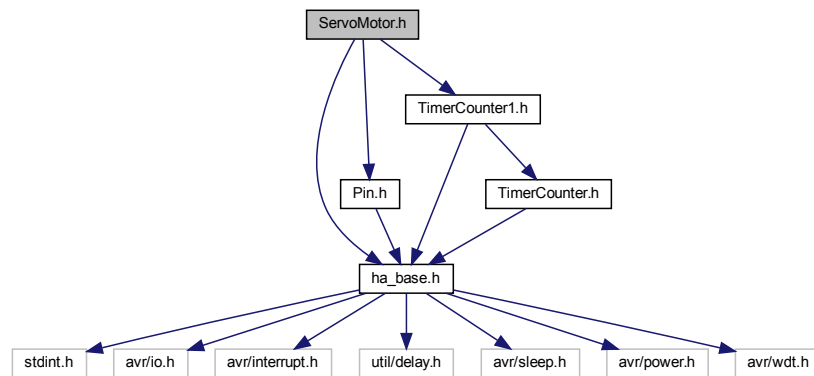 ServoMotor.h
TimerCounter1.h
Pin.h
TimerCounter.h
ha_base.h
stdint.h
avr/io.h
avr/interrupt.h
util/delay.h
avr/sleep.h
avr/power.h
avr/wdt.h